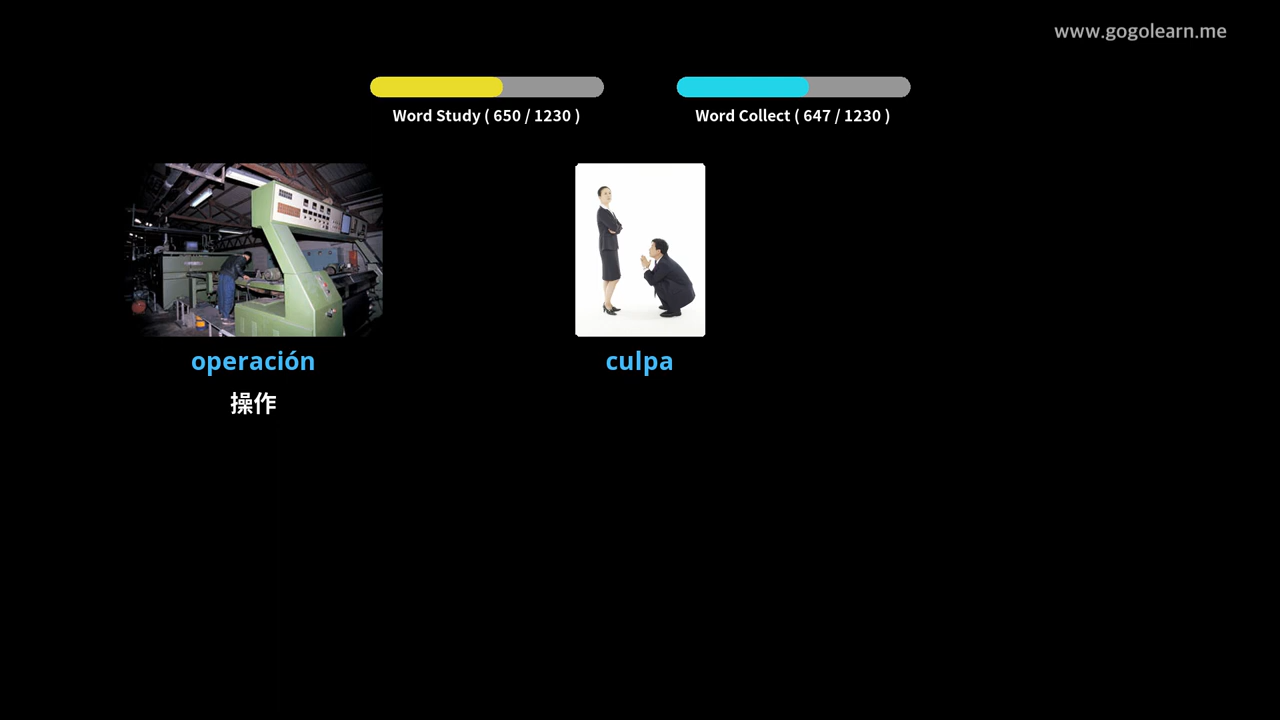 www.gogolearn.me
Word Study ( 650 / 1230 )
Word Collect ( 647 / 1230 )
operación
culpa
操作